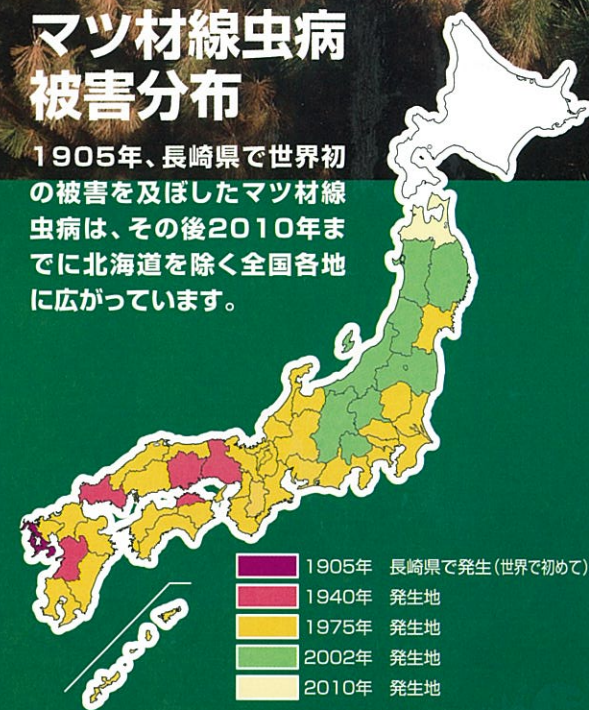 マツ材線虫病
被害分布
1905年、長崎県で世界初
の被害を及ぼしたマツ材線
虫病は、その後2010年ま
でに北海道を除く全国各地
に広がっています。
1905年 長崎県で発生(世界で初めて)
1940年 発生地
1975年 発生地
2002年 発生地
2010年 発生地